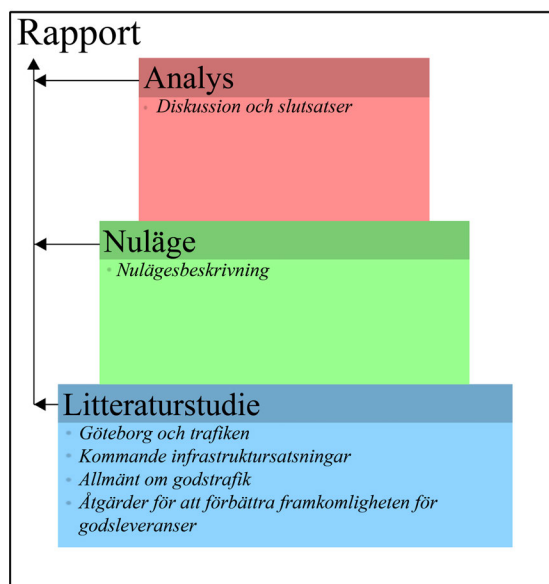 Rapport
Analys
Diskussion och slutsatser
Nuläge
Nulägesbeskrivning
Litteraturstudie
Göteborg och trafiken
Kommande infrastruktursatsningar
Allmänt om godstrafik
Åtgärder för att förbättra framkomligheten för
godsleveranser